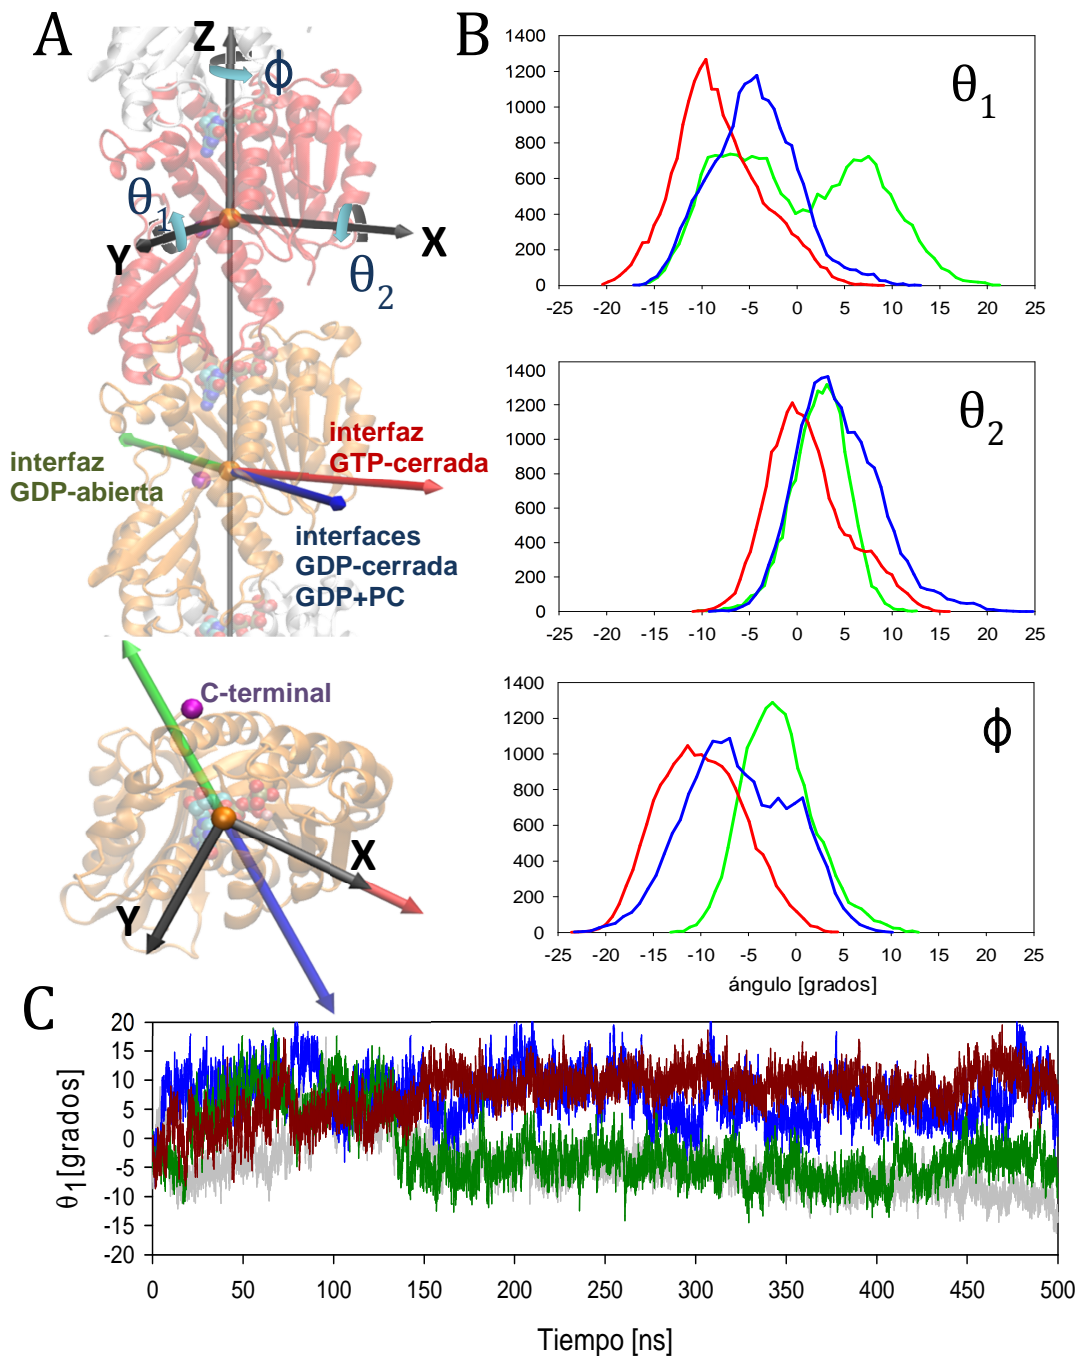 A
Z
ϕ
θ1
Y
X
θ2
interfaz
GTP-cerrada
interfaz
GDP-abierta
interfaces
GDP-cerrada
GDP+PC
C-terminal
X
Y
B
1400
1200
1000
800
600
400
200
0
θ1
-25 -20 -15 -10 -5 0 5 10 15 20 25
1400
1200
1000
800
600
400
200
0
θ2
-25 -20 -15 -10 -5 0 5 10 15 20 25
1400
1200
1000
800
600
400
200
0
ϕ
-25 -20 -15 -10 -5 0 5 10 15 20 25
ángulo [grados]
C
θ1[grados]
20
15
10
5
0
-5
-10
-15
-20
0 50 100 150 200 250 300 350 400 450 500
Tiempo [ns]